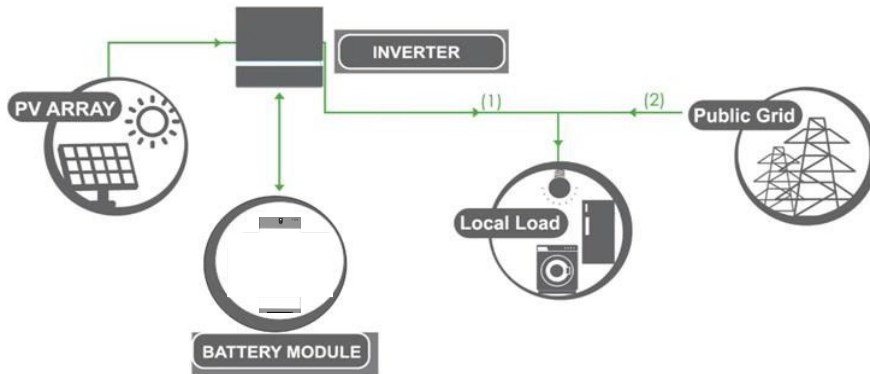 INVERTER
PV ARRAY
(1)
(2)
Public Grid
Local Load
BATTERY MODULE